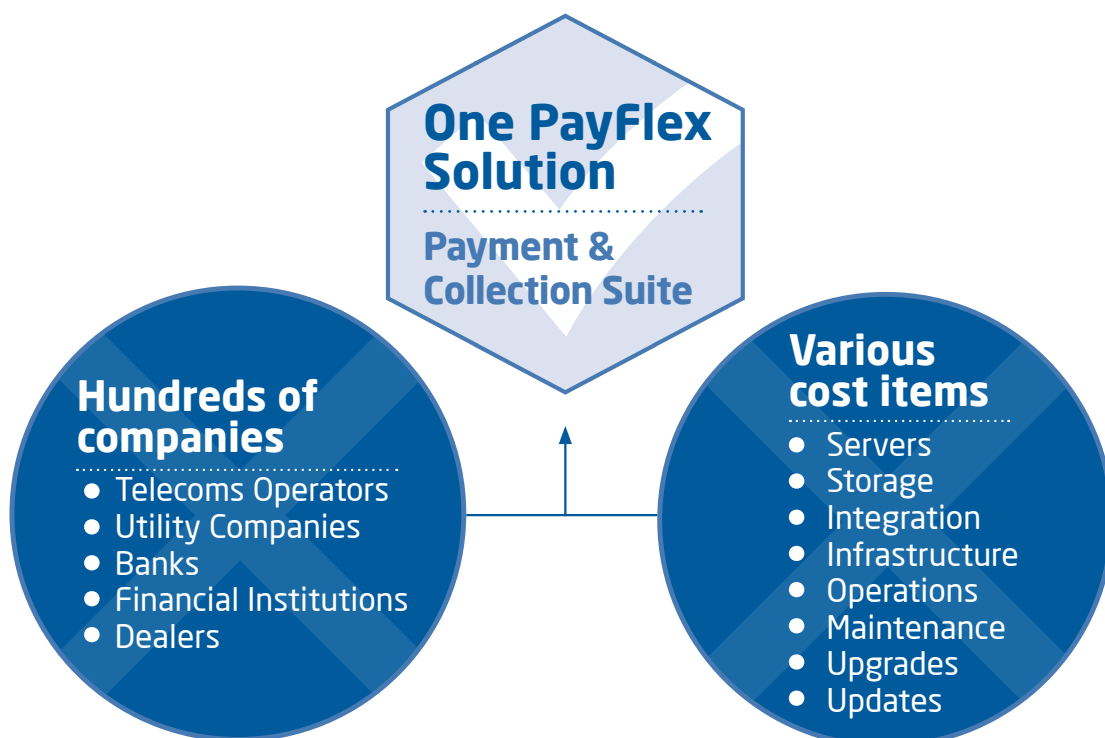 One PayFlex
Solution
Payment &
Collection Suite
Hundreds of
companies
• Telecoms Operators
• Utility Companies
• Banks
• Financial Institutions
• Dealers
Various
cost items
• Servers
• Storage
• Integration
• Infrastructure
• Operations
• Maintenance
• Upgrades
• Updates